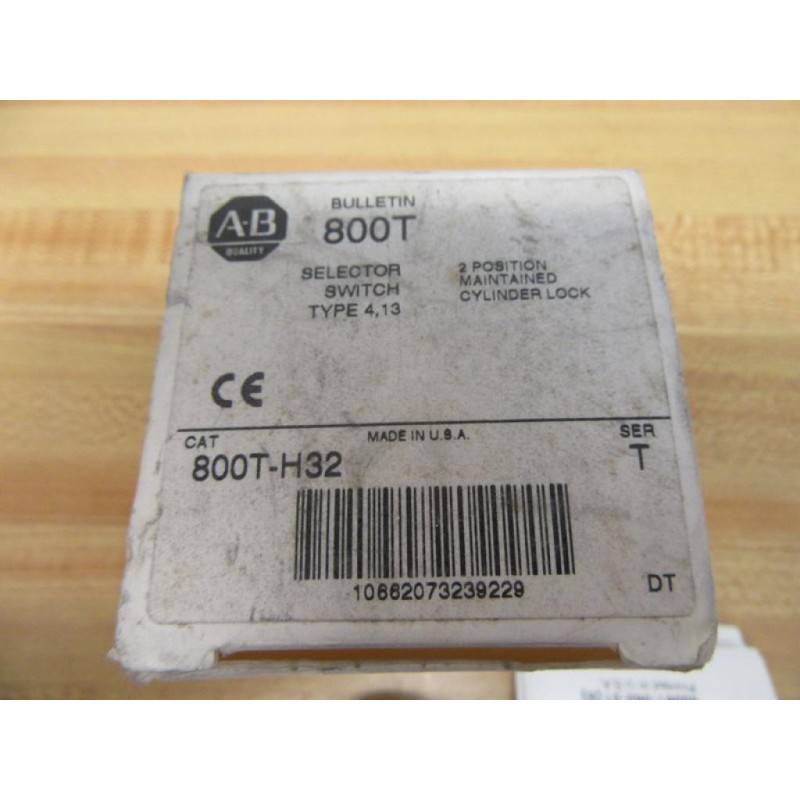 A-B
QUALITY
BULLETIN
800T
SELECTOR
SWITCH
TYPE 4,13
2 POSITION
MAINTAINED
CYLINDER LOCK
CE
CAT
MADE IN U.S.A.
SER
800T-H32
T
10662073239229
DT